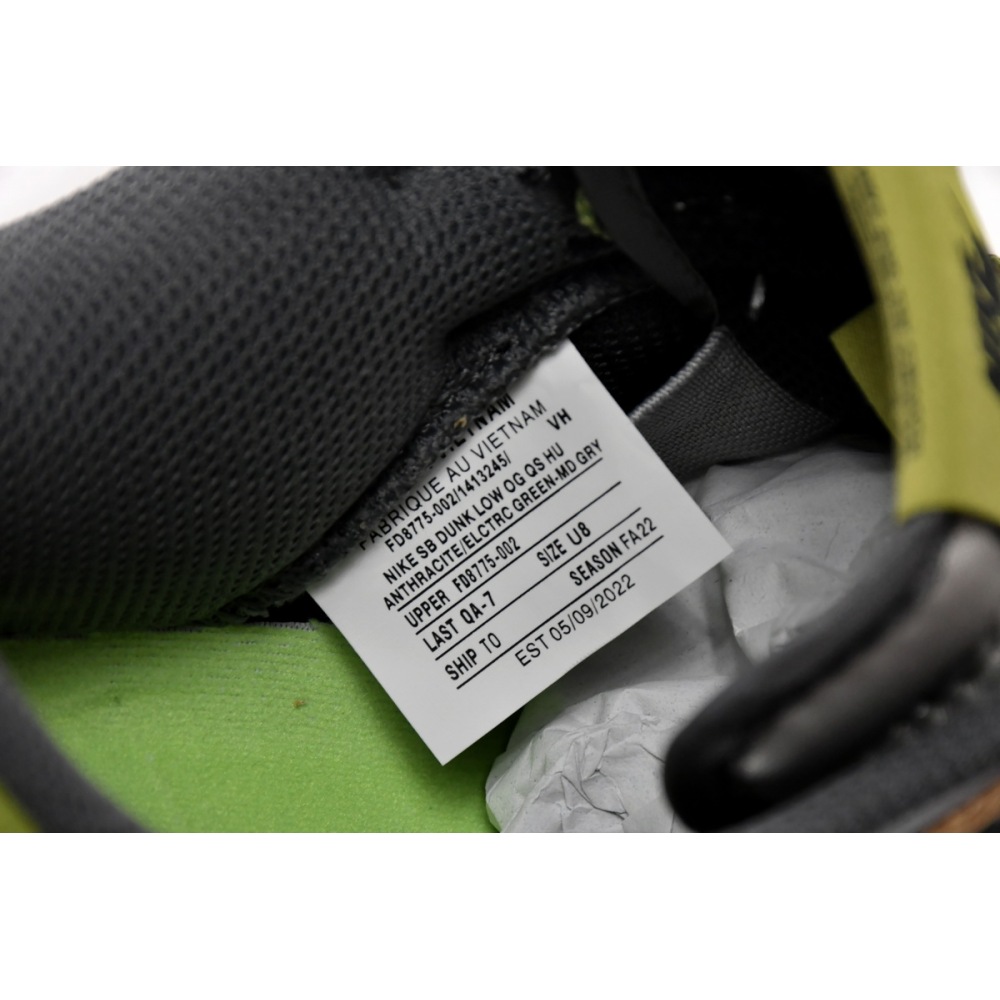 VIETNAM
FABRIQUE AU VIETNAM
FD8775-002/1413245/ VH
NIKE SB DUNK LOW OG QS HU
ANTHRACITE/ELCTRC GREEN-MD GRY
UPPER FD8775-002
LAST QA-7 SIZE U8
SHIP TO SEASON FA22
EST 05/09/2022